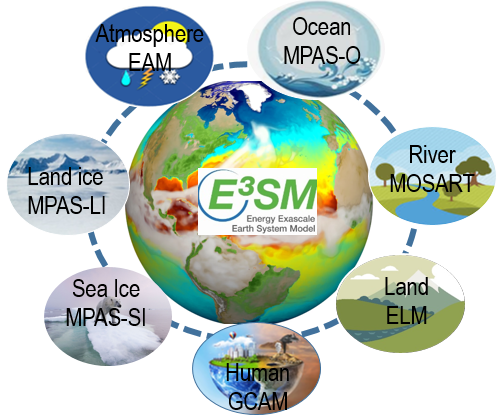 Atmosphere
EAM
Ocean
MPAS-O
River
MOSART
Land
ELM
Human
GCAM
Sea Ice
MPAS-SI
Land ice
MPAS-LI
E³SM
Energy Exascale
Earth System Model